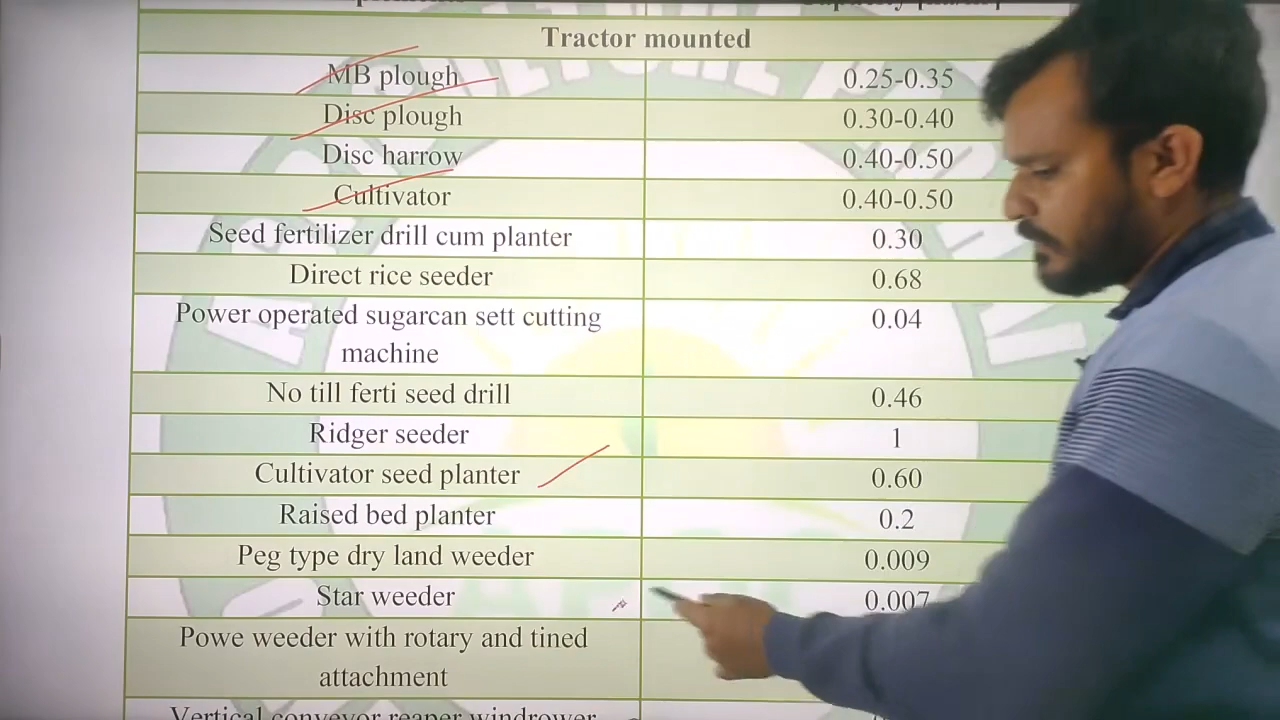 Tractor mounted
MB plough 0.25-0.35
Disc plough 0.30-0.40
Disc harrow 0.40-0.50
Cultivator 0.40-0.50
Seed fertilizer drill cum planter 0.30
Direct rice seeder 0.68
Power operated sugarcan sett cutting 0.04
machine
No till ferti seed drill 0.46
Ridger seeder 1
Cultivator seed planter 0.60
Raised bed planter 0.2
Peg type dry land weeder 0.009
Star weeder 0.007
Powe weeder with rotary and tined
attachment
Vertical conveyor reaper windrower